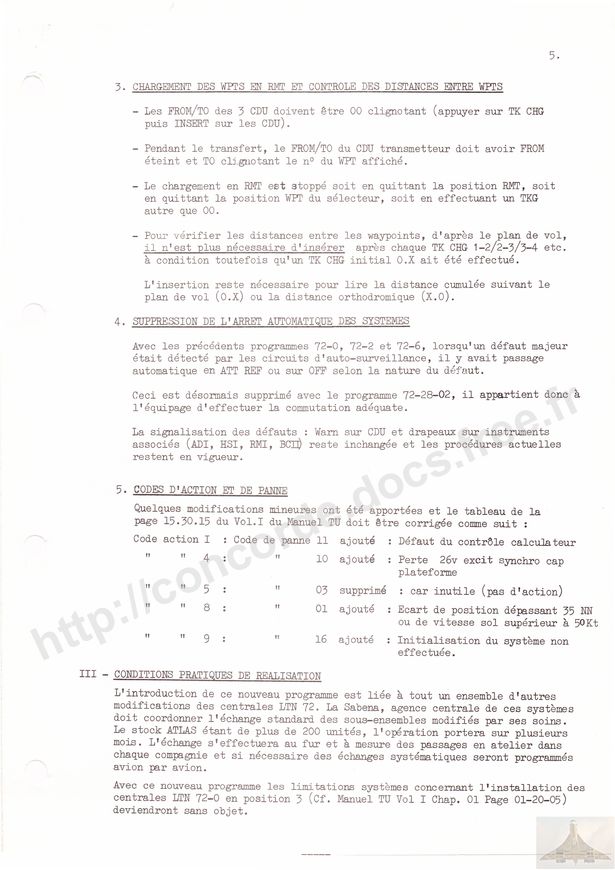 5.
3. CHARGEMENT DES WPTS EN RMT ET CONTROLE DES DISTANCES ENTRE WPTS
- Les FROM/TO des 3 CDU doivent être 00 clignotant (appuyer sur TK CHG
puis INSERT sur les CDU).
- Pendant le transfert, le FROM/TO du CDU transmetteur doit avoir FROM
éteint et TO clignotant le n° du WPT affiché.
- Le chargement en RMT est stoppé soit en quittant la position RMT, soit
en quittant la position WPT du sélecteur, soit en effectuant un TKG
autre que 00.
- Pour vérifier les distances entre les waypoints, d'après le plan de vol,
il n'est plus nécessaire d'insérer après chaque TK CHG 1-2/2-3/3-4 etc.
à condition toutefois qu'un TK CHG initial 0.X ait été effectué.
L'insertion reste nécessaire pour lire la distance cumulée suivant le
plan de vol (0.X) ou la distance orthodromique (X.0).
4. SUPPRESSION DE L'ARRET AUTOMATIQUE DES SYSTEMES
Avec les précédents programmes 72-0, 72-2 et 72-6, lorsqu'un défaut majeur
était détecté par les circuits d'auto-surveillance, il y avait passage
automatique en ATT REF ou sur OFF selon la nature du défaut.
Ceci est désormais supprimé avec le programme 72-28-02, il appartient donc à
l'équipage d'effectuer la commutation adéquate.
La signalisation des défauts : Warn sur CDU et drapeaux sur instruments
associés (ADI, HSI, RMI, BCII) reste inchangée et les procédures actuelles
restent en vigueur.
5. CODES D'ACTION ET DE PANNE
Quelques modifications mineures ont été apportées et le tableau de la
page 15.30.15 du Vol.I du Manuel TU doit être corrigée comme suit :
Code action I : Code de panne 11 ajouté : Défaut du contrôle calculateur
" " 4 : " 10 ajouté : Perte 26v excit synchro cap
plateforme
" " 5 : " 03 supprimé : car inutile (pas d'action)
" " 8 : " 01 ajouté : Ecart de position dépassant 35 NN
ou de vitesse sol supérieur à 50Kt
" " 9 : " 16 ajouté : Initialisation du système non
effectuée.
III - CONDITIONS PRATIQUES DE REALISATION
L'introduction de ce nouveau programme est liée à tout un ensemble d'autres
modifications des centrales LTN 72. La Sabena, agence centrale de ces systèmes
doit coordonner l'échange standard des sous-ensembles modifiés par ses soins.
Le stock ATLAS étant de plus de 200 unités, l'opération portera sur plusieurs
mois. L'échange s'effectuera au fur et à mesure des passages en atelier dans
chaque compagnie et si nécessaire des échanges systématiques seront programmés
avion par avion.
Avec ce nouveau programme les limitations systèmes concernant l'installation des
centrales LTN 72-0 en position 3 (Cf. Manuel TU Vol I Chap. 01 Page 01-20-05)
deviendront sans objet.
http://concorde.docs.free.fr